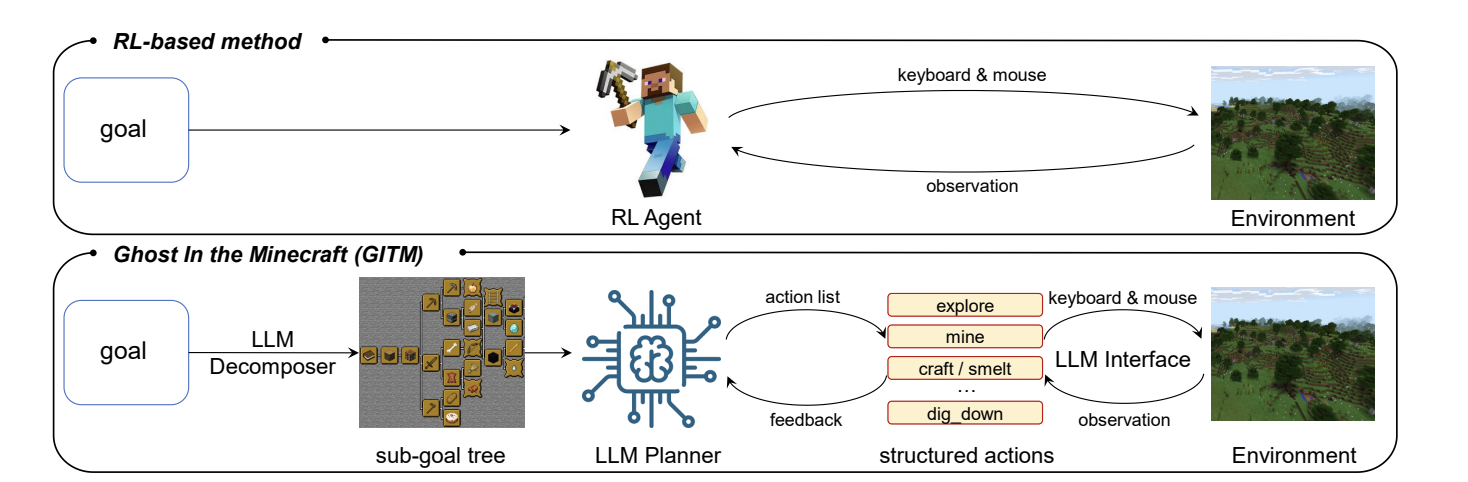 RL-based method
goal
keyboard & mouse
observation
RL Agent
Environment
Ghost In the Minecraft (GITM)
goal
LLM
Decomposer
sub-goal tree
LLM Planner
action list
feedback
explore
mine
craft / smelt
...
dig_down
structured actions
keyboard & mouse
LLM Interface
observation
Environment